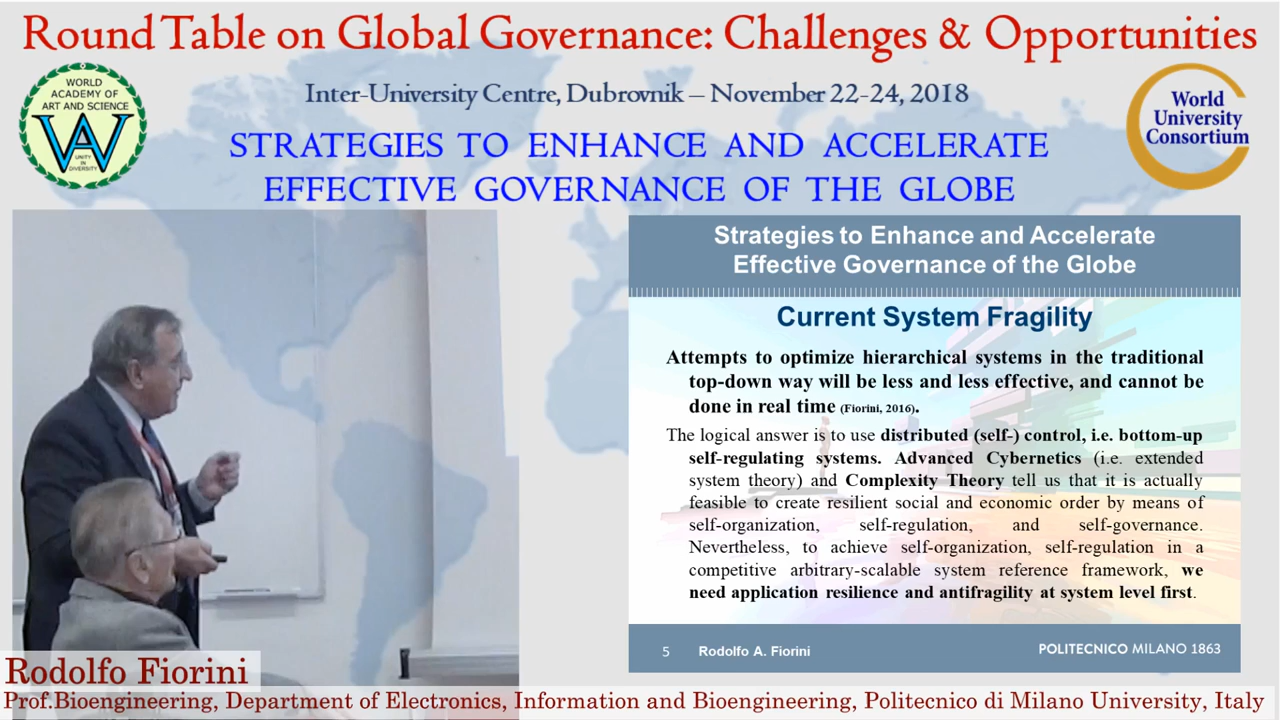 Round Table on Global Governance: Challenges & Opportunities
WORLD
ACADEMY OF
ART AND SCIENCE
UNITY
IN
DIVERSITY
Inter-University Centre, Dubrovnik – November 22-24, 2018
World
University
Consortium
STRATEGIES TO ENHANCE AND ACCELERATE
EFFECTIVE GOVERNANCE OF THE GLOBE
Strategies to Enhance and Accelerate
Effective Governance of the Globe
Current System Fragility
Attempts to optimize hierarchical systems in the traditional
top-down way will be less and less effective, and cannot be
done in real time (Fiorini, 2016).
The logical answer is to use distributed (self-) control, i.e. bottom-up
self-regulating systems. Advanced Cybernetics (i.e. extended
system theory) and Complexity Theory tell us that it is actually
feasible to create resilient social and economic order by means of
self-organization, self-regulation, and self-governance.
Nevertheless, to achieve self-organization, self-regulation in a
competitive arbitrary-scalable system reference framework, we
need application resilience and antifragility at system level first.
5 Rodolfo A. Fiorini POLITECNICO MILANO 1863
Rodolfo Fiorini
Prof.Bioengineering, Department of Electronics, Information and Bioengineering, Politecnico di Milano University, Italy